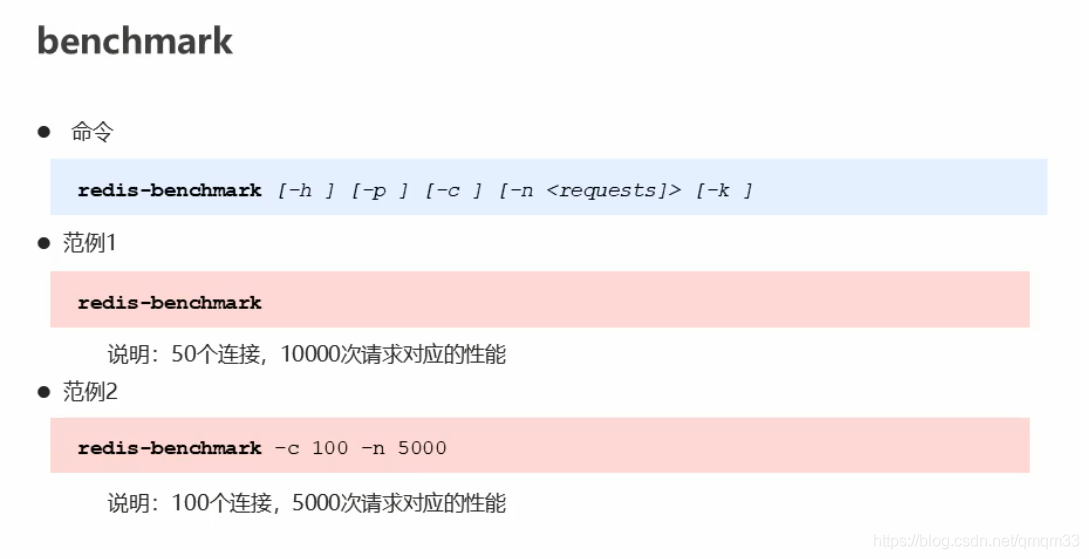 benchmark
● 命令
redis-benchmark [-h ] [-p ] [-c ] [-n <requests]> [-k ]
● 范例1
redis-benchmark
说明：50个连接，10000次请求对应的性能
● 范例2
redis-benchmark -c 100 -n 5000
说明：100个连接，5000次请求对应的性能
https://blog.csdn.net/qmqm33